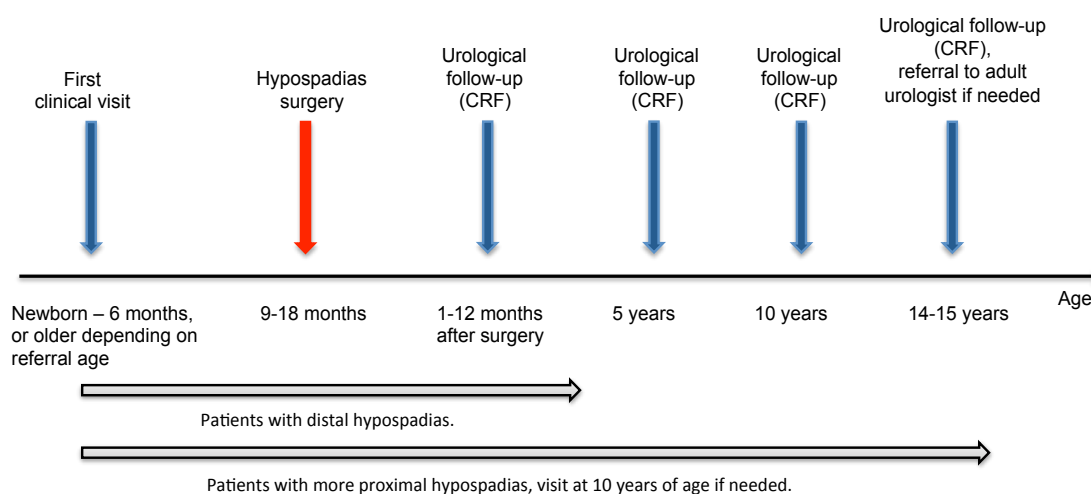 First
clinical visit
Hypospadias
surgery
Urological
follow-up
(CRF)
Urological
follow-up
(CRF)
Urological
follow-up
(CRF)
Urological follow-up
(CRF),
referral to adult
urologist if needed
Age
Newborn – 6 months,
or older depending on
referral age
9-18 months
1-12 months
after surgery
5 years
10 years
14-15 years
Patients with distal hypospadias.
Patients with more proximal hypospadias, visit at 10 years of age if needed.